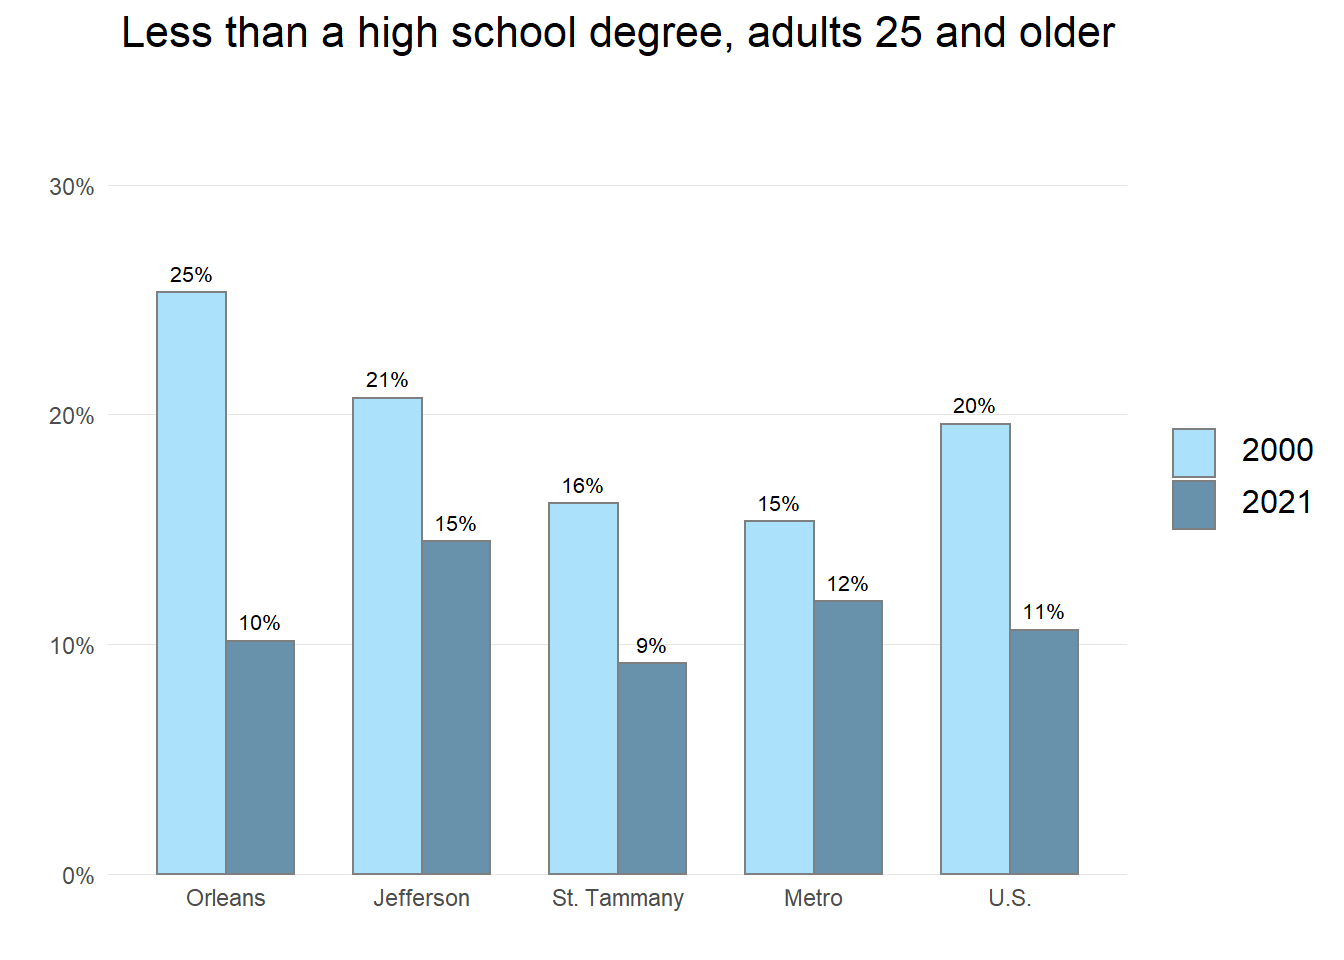 Less than a high school degree, adults 25 and older
30%
20%
10%
0%
25%
10%
21%
15%
16%
9%
15%
12%
20%
11%
Orleans
Jefferson
St. Tammany
Metro
U.S.
2000
2021